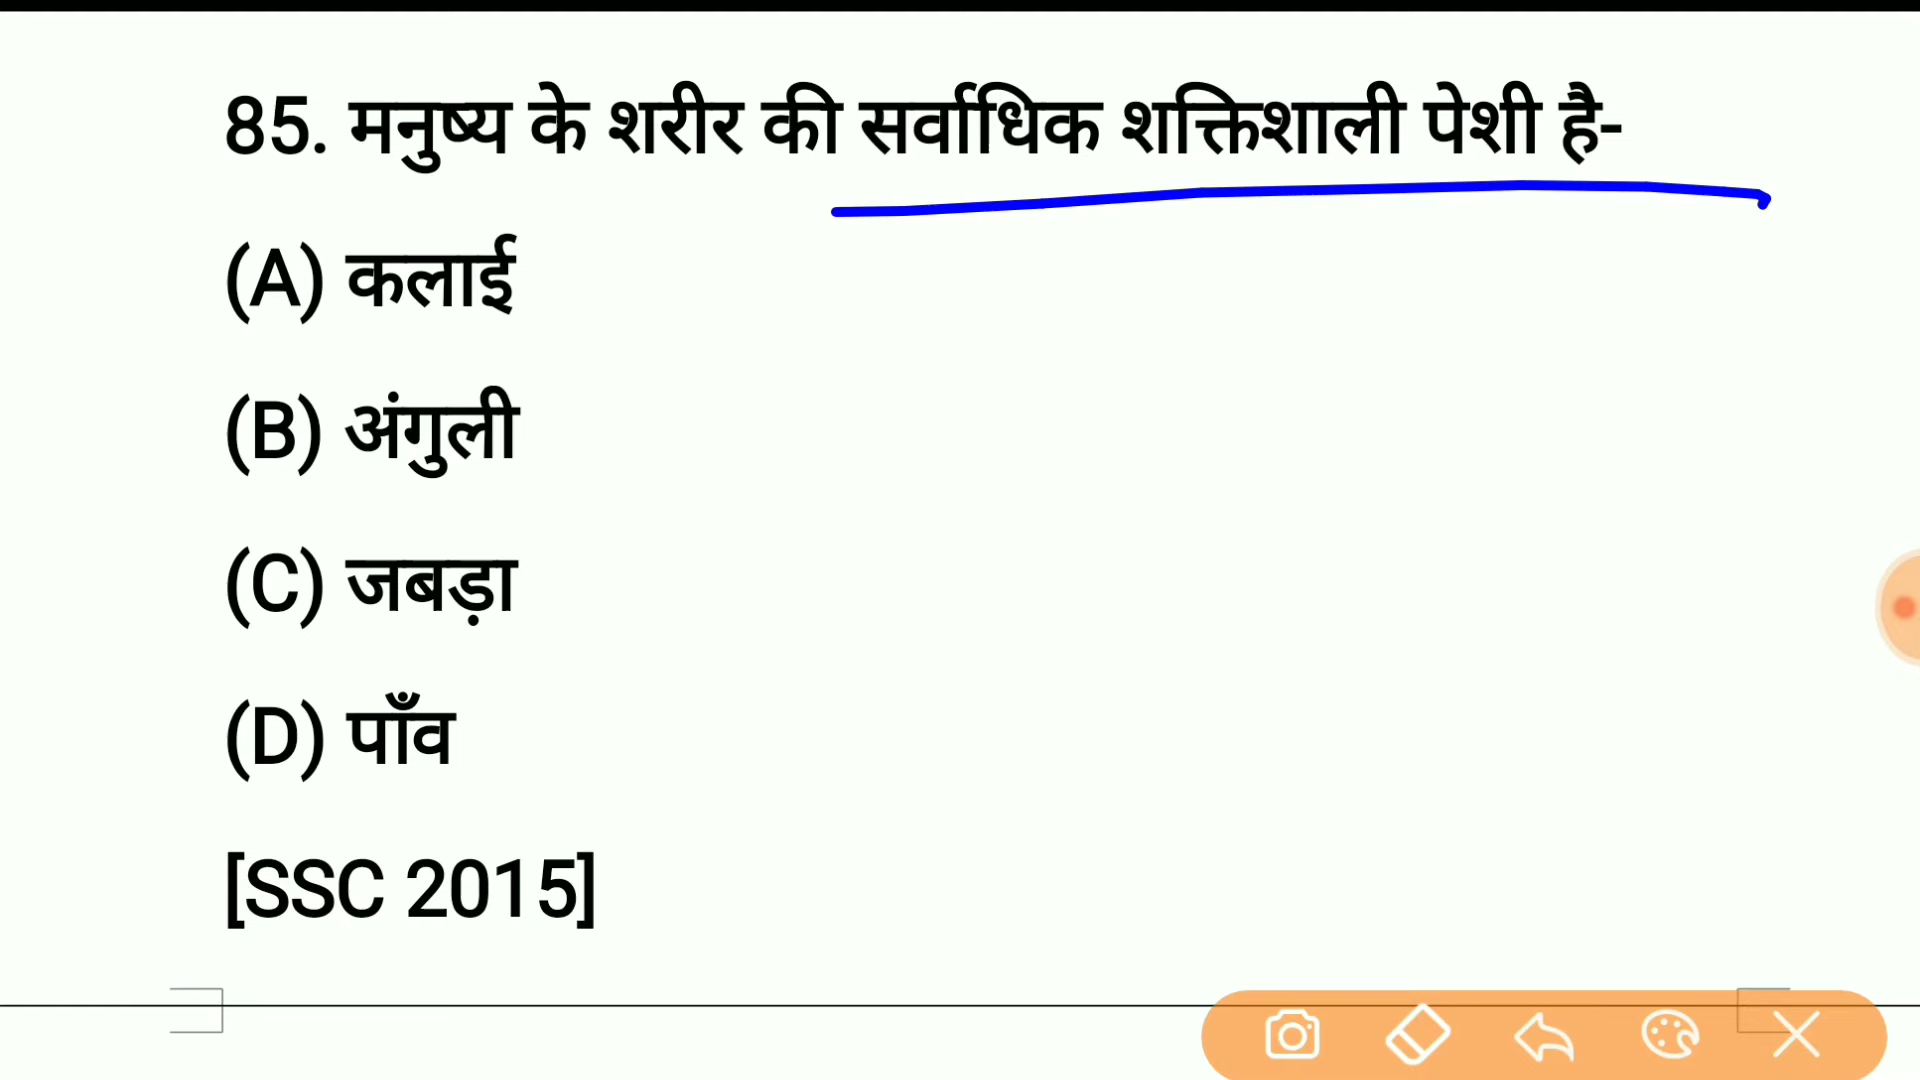 85. मनुष्य के शरीर की सर्वाधिक शक्तिशाली पेशी है-
(A) कलाई
(B) अंगुली
(C) जबड़ा
(D) पाँव
[SSC 2015]